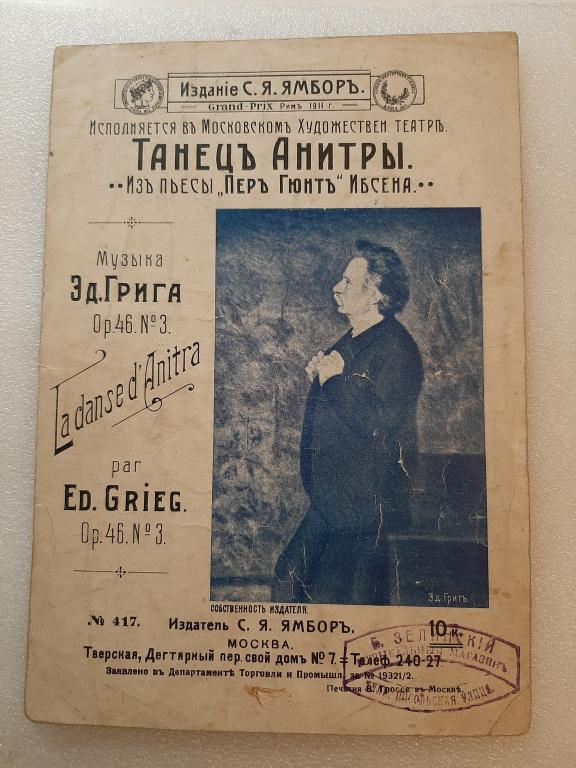 Изданіе С. Я. ЯМБОРЪ.
Grand-Prix Римъ 1911 г.
Исполняется въ Московскомъ Художествен. театрѣ.
Танецъ Анитры.
Изъ пьесы „Перъ Гюнтъ" Ибсена.
Музыка
Эд. Грига
Op. 46. № 3.
La danse d'Anitra
par
Ed. Grieg.
Op. 46. № 3.
Эд. Григъ.
СОБСТВЕННОСТЬ ИЗДАТЕЛЯ.
№ 417.
Издатель С. Я. ЯМБОРЪ.
10 к.
МОСКВА.
Тверская, Дегтярный пер. свой домъ № 7. = Телеф. 240-27
Заявлено въ Департаментѣ Торговли и Промышл. за № 19321/2.
Печатня В. Гроссе въ Москвѣ.
МАГАЗИНЪ
УЛИЦА.